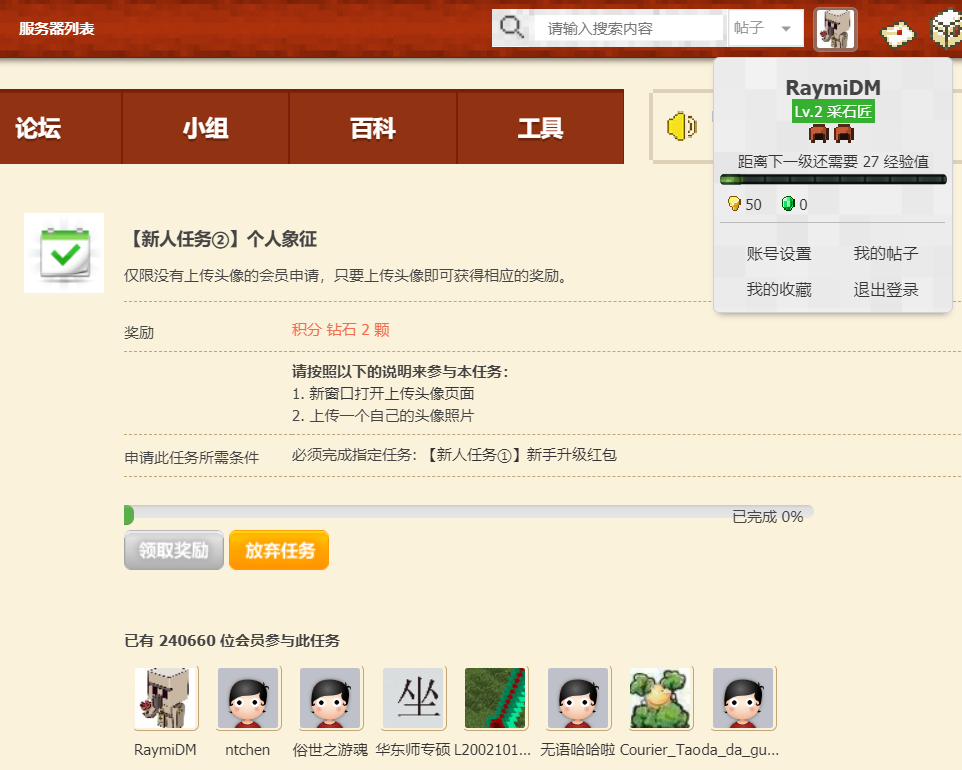 服务器列表
请输入搜索内容
帖子
RaymiDM
Lv.2 采石匠
距离下一级还需要 27 经验值
50
0
账号设置 我的帖子
我的收藏 退出登录
论坛 小组 百科 工具
【新人任务②】个人象征
仅限没有上传头像的会员申请，只要上传头像即可获得相应的奖励。
奖励 积分 钻石 2 颗
请按照以下的说明来参与本任务：
1. 新窗口打开上传头像页面
2. 上传一个自己的头像照片
申请此任务所需条件 必须完成指定任务：【新人任务①】新手升级红包
已完成 0%
领取奖励 放弃任务
已有 240660 位会员参与此任务
坐
RaymiDM ntchen 俗世之游魂 华东师专硕 L2002101... 无语哈哈啦 Courier_Tao da_da_gu...